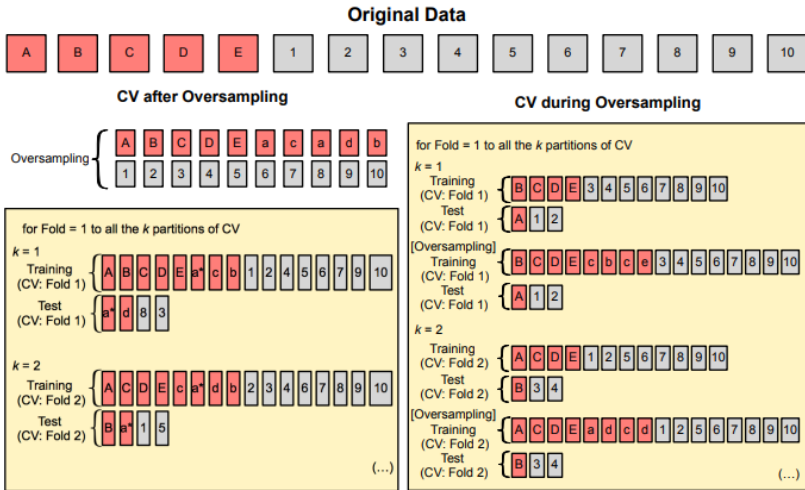 Original Data
A B C D E 1 2 3 4 5 6 7 8 9 10
CV after Oversampling
Oversampling
A B C D E a c a d b
1 2 3 4 5 6 7 8 9 10
for Fold = 1 to all the k partitions of CV
k = 1
Training
(CV: Fold 1)
A B C D E a* c b 1 2 4 5 6 7 9 10
Test
(CV: Fold 1)
a* d 8 3
k = 2
Training
(CV: Fold 2)
A C D E c a* d b 2 3 4 6 7 8 9 10
Test
(CV: Fold 2)
B a* 1 5
(...)
CV during Oversampling
for Fold = 1 to all the k partitions of CV
k = 1
Training
(CV: Fold 1)
B C D E 3 4 5 6 7 8 9 10
Test
(CV: Fold 1)
A 1 2
[Oversampling]
Training
(CV: Fold 1)
B C D E c b c e 3 4 5 6 7 8 9 10
Test
(CV: Fold 1)
A 1 2
k = 2
Training
(CV: Fold 2)
A C D E 1 2 5 6 7 8 9 10
Test
(CV: Fold 2)
B 3 4
[Oversampling]
Training
(CV: Fold 2)
A C D E a d c d 1 2 5 6 7 8 9 10
Test
(CV: Fold 2)
B 3 4
(...)